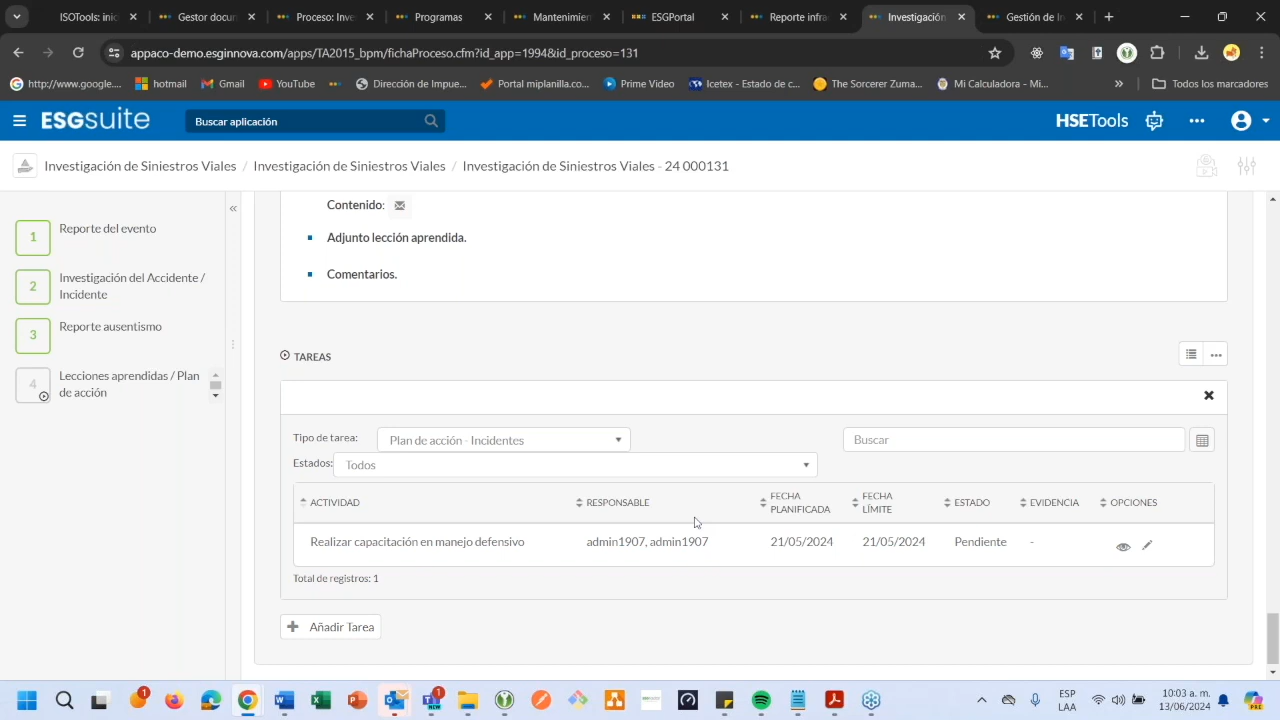 ISOTools: inic
Gestor docun
Proceso: Inve
Programas
Mantenimien
ESGPortal
Reporte infra
Investigación
Gestión de In
appaco-demo.esginnova.com/apps/TA2015_bpm/fichaProceso.cfm?id_app=1994&id_proceso=131
http://www.google....
hotmail
Gmail
YouTube
Dirección de Impue...
Portal miplanilla.co...
Prime Video
Icetex - Estado de c...
The Sorcerer Zuma...
Mi Calculadora - Mi...
»
Todos los marcadores
ESGsuite
Buscar aplicación
HSETools
Investigación de Siniestros Viales / Investigación de Siniestros Viales / Investigación de Siniestros Viales - 24 000131
«
1
Reporte del evento
2
Investigación del Accidente /
Incidente
3
Reporte ausentismo
4
Lecciones aprendidas / Plan
de acción
Contenido:
Adjunto lección aprendida.
Comentarios.
TAREAS
Tipo de tarea:
Plan de acción - Incidentes
Buscar
Estados:
Todos
ACTIVIDAD
RESPONSABLE
FECHA
PLANIFICADA
FECHA
LÍMITE
ESTADO
EVIDENCIA
OPCIONES
Realizar capacitación en manejo defensivo
admin1907, admin1907
21/05/2024
21/05/2024
Pendiente
-
Total de registros: 1
Añadir Tarea
1
1
ESP
LAA
10:03 a. m.
13/06/2024